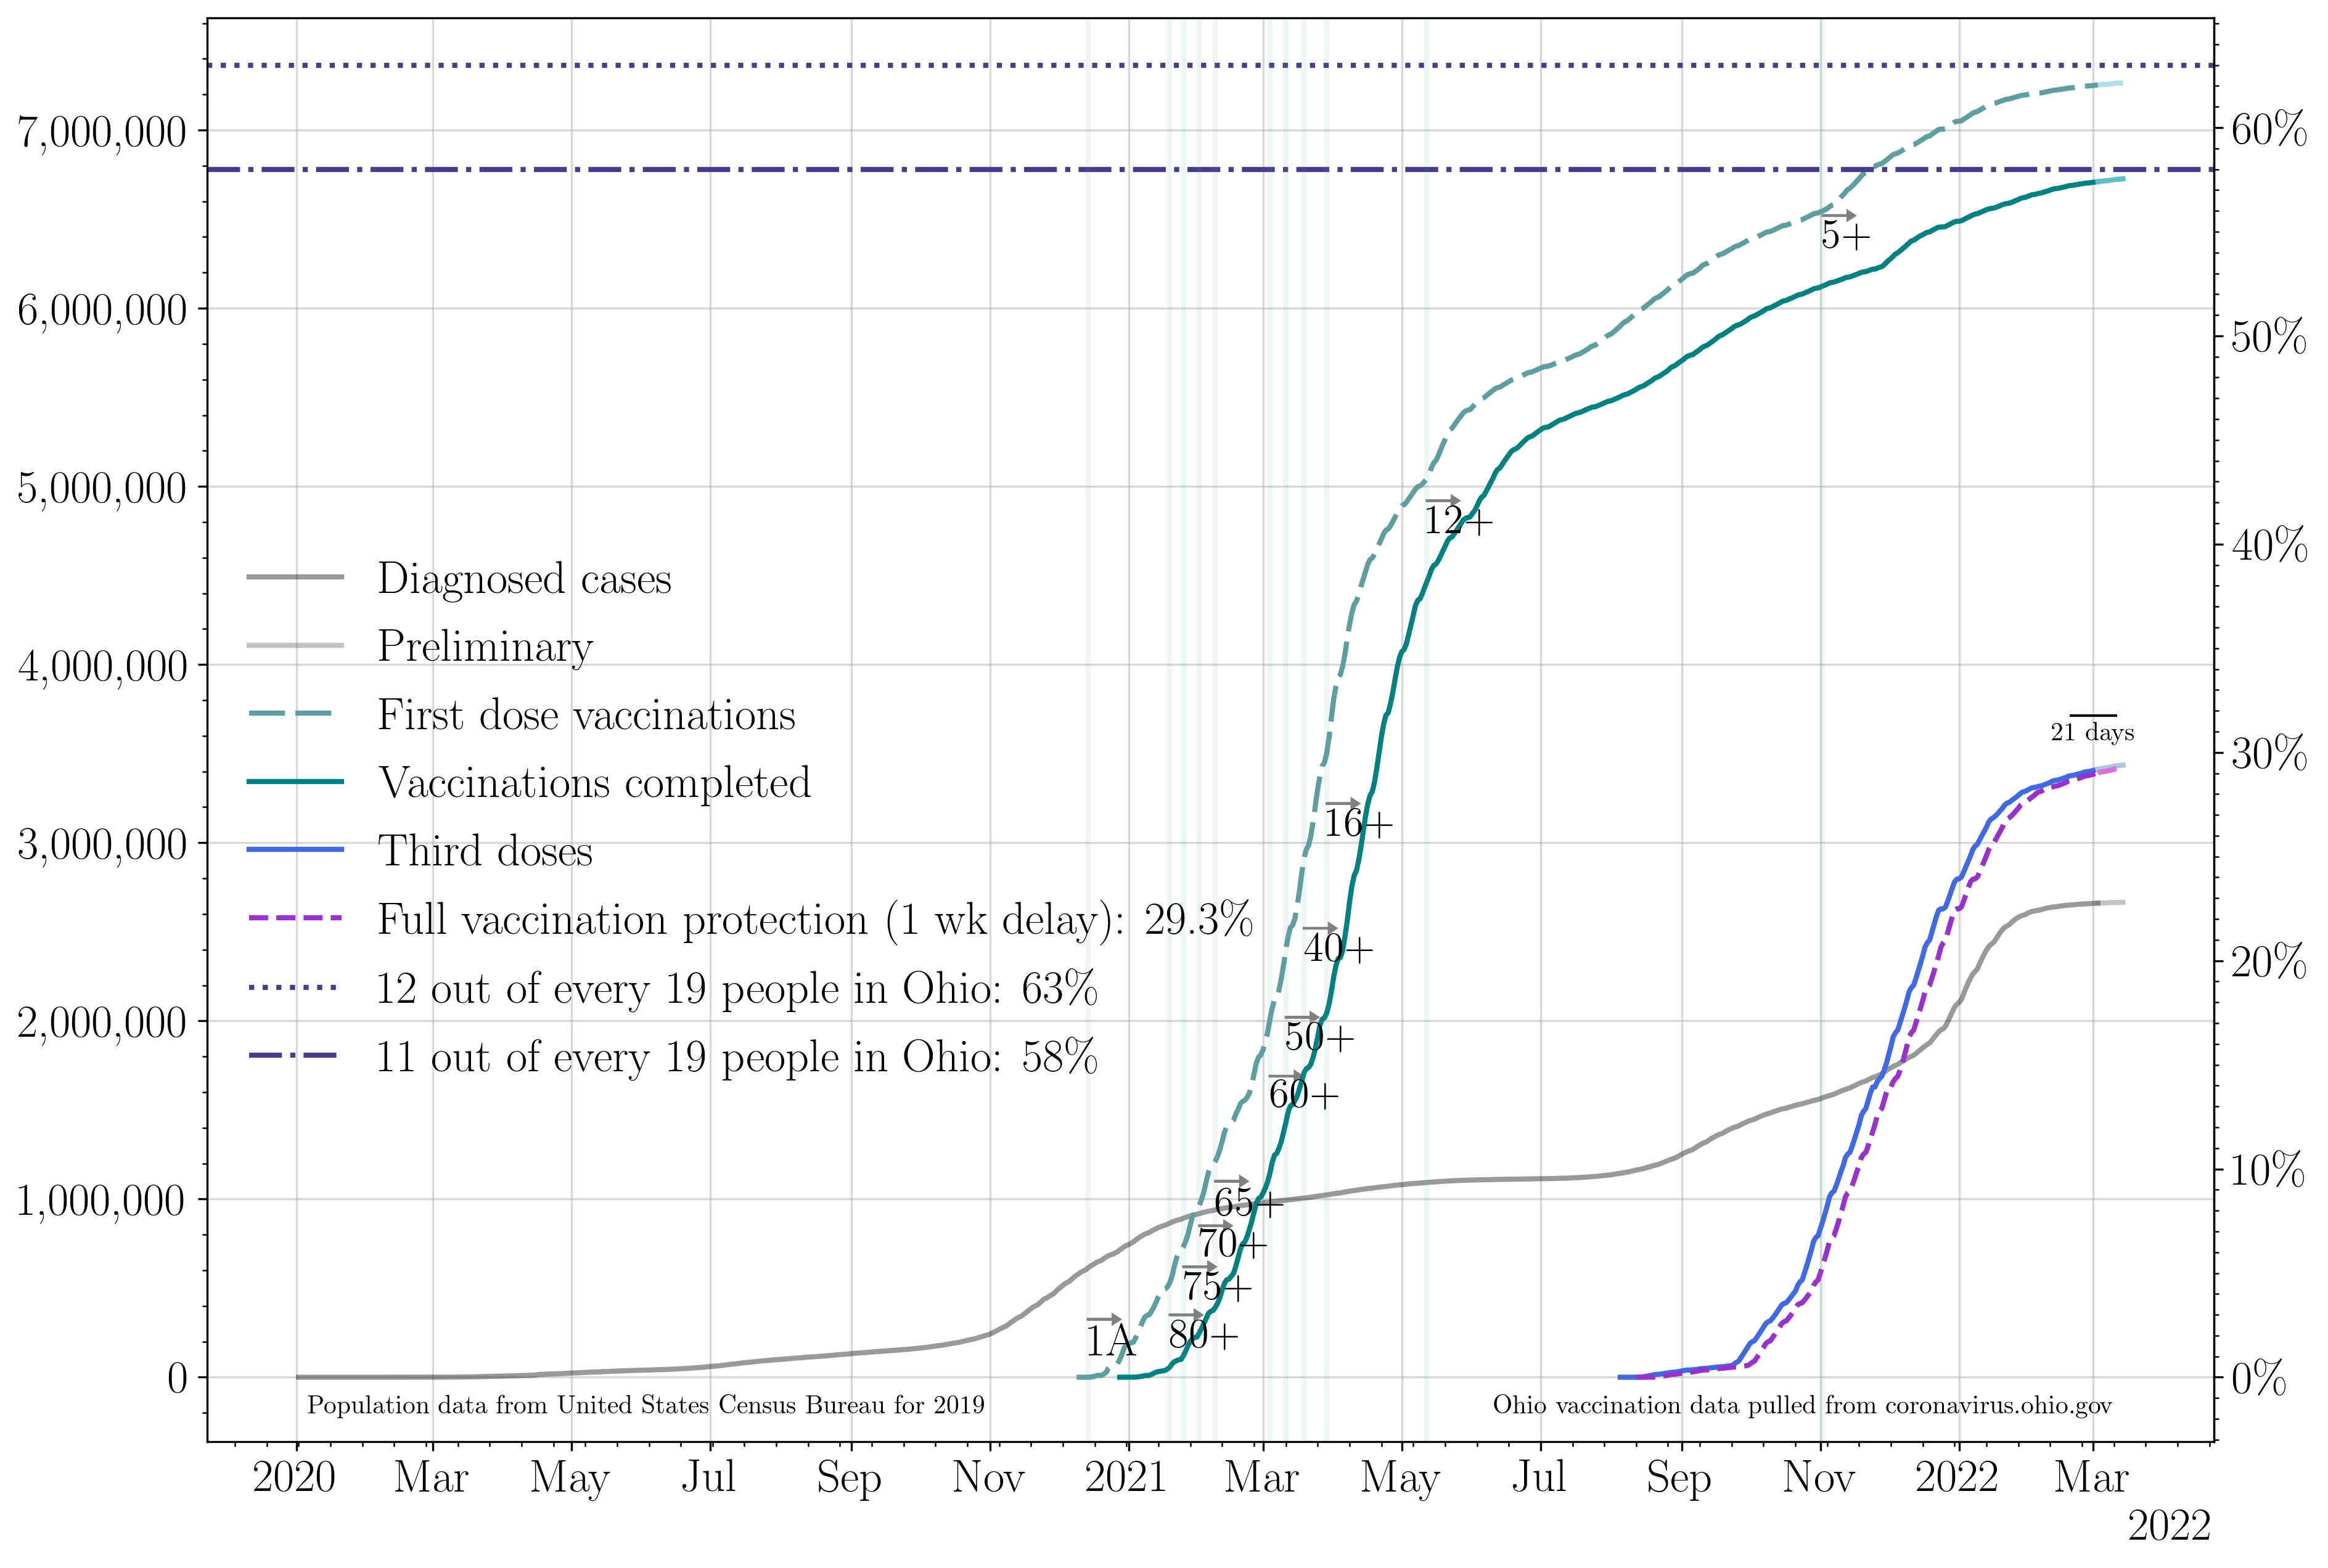 7,000,000
60%
5+
6,000,000
50%
5,000,000
12+
40%
Diagnosed cases
Preliminary
4,000,000
First dose vaccinations
21 days
30%
Vaccinations completed
16+
3,000,000
Third doses
Full vaccination protection (1 wk delay): 29.3%
40+
20%
12 out of every 19 people in Ohio: 63%
2,000,000
50+
11 out of every 19 people in Ohio: 58%
60+
10%
1,000,000
65+
70+
75+
80+
1A
0
0%
Population data from United States Census Bureau for 2019
Ohio vaccination data pulled from coronavirus.ohio.gov
2020 Mar May Jul Sep Nov 2021 Mar May Jul Sep Nov 2022 Mar
2022